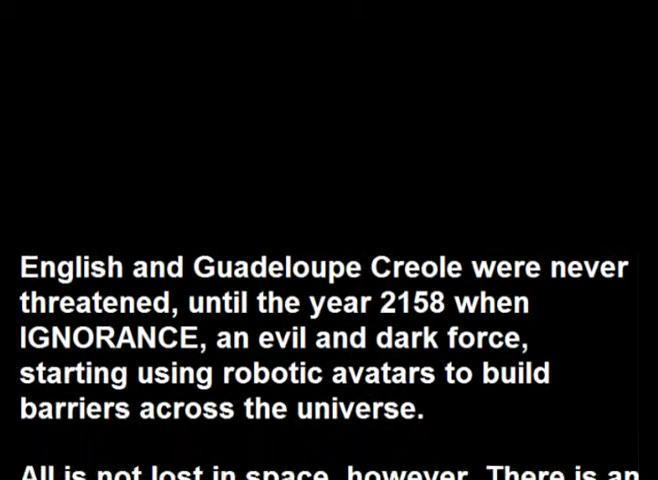 English and Guadeloupe Creole were never
threatened, until the year 2158 when
IGNORANCE, an evil and dark force,
starting using robotic avatars to build
barriers across the universe.
All is not lost in space, however. There is an